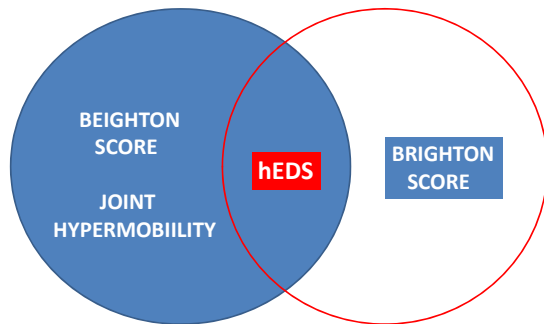 BEIGHTON
SCORE
JOINT
HYPERMOBIILITY
hEDS
BRIGHTON
SCORE